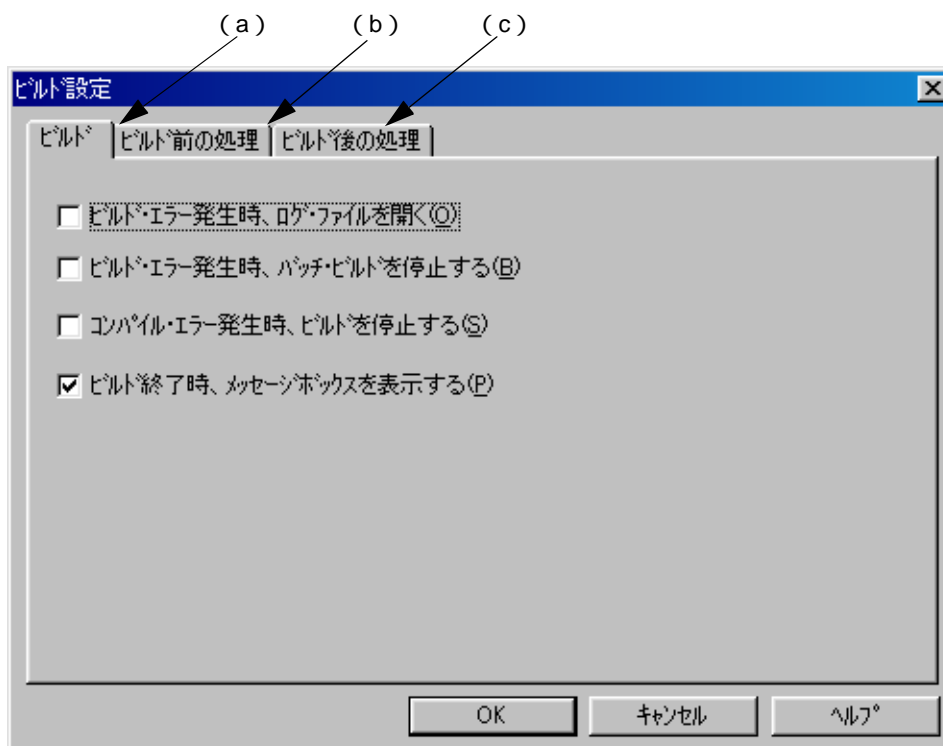 (a) (b) (c)
ﾋﾞﾙﾄﾞ設定
ﾋﾞﾙﾄﾞ ﾋﾞﾙﾄﾞ前の処理 ﾋﾞﾙﾄﾞ後の処理
ﾋﾞﾙﾄﾞ･ｴﾗｰ発生時、ﾛｸﾞ･ﾌｧｲﾙを開く(O)
ﾋﾞﾙﾄﾞ･ｴﾗｰ発生時、ﾊﾞｯﾁ･ﾋﾞﾙﾄﾞを停止する(B)
ｺﾝﾊﾟｲﾙ･ｴﾗｰ発生時、ﾋﾞﾙﾄﾞを停止する(S)
ﾋﾞﾙﾄﾞ終了時、ﾒｯｾｰｼﾞﾎﾞｯｸｽを表示する(P)
OK ｷｬﾝｾﾙ ﾍﾙﾌﾟ